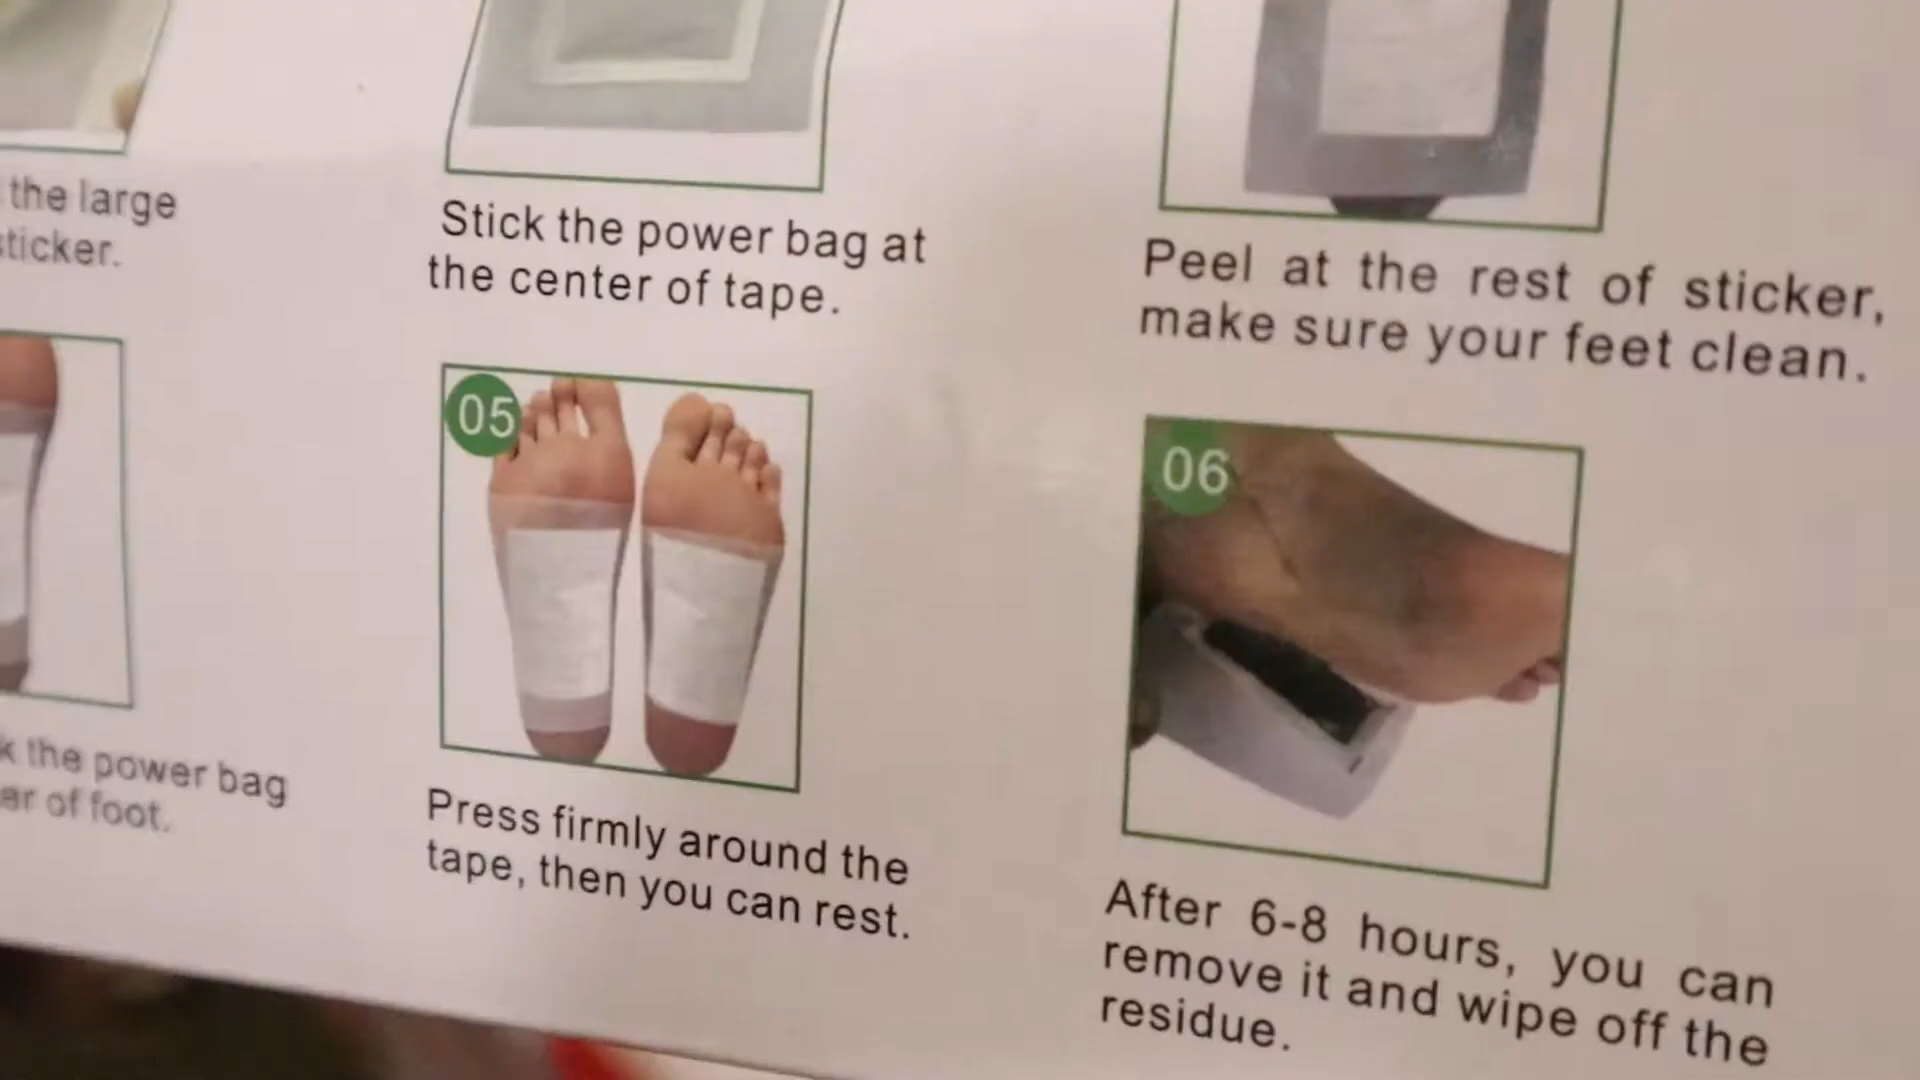 the large
sticker.
Stick the power bag at
the center of tape.
Peel at the rest of sticker,
make sure your feet clean.
05
06
the power bag
of foot.
Press firmly around the
tape, then you can rest.
After 6-8 hours, you can
remove it and wipe off the
residue.